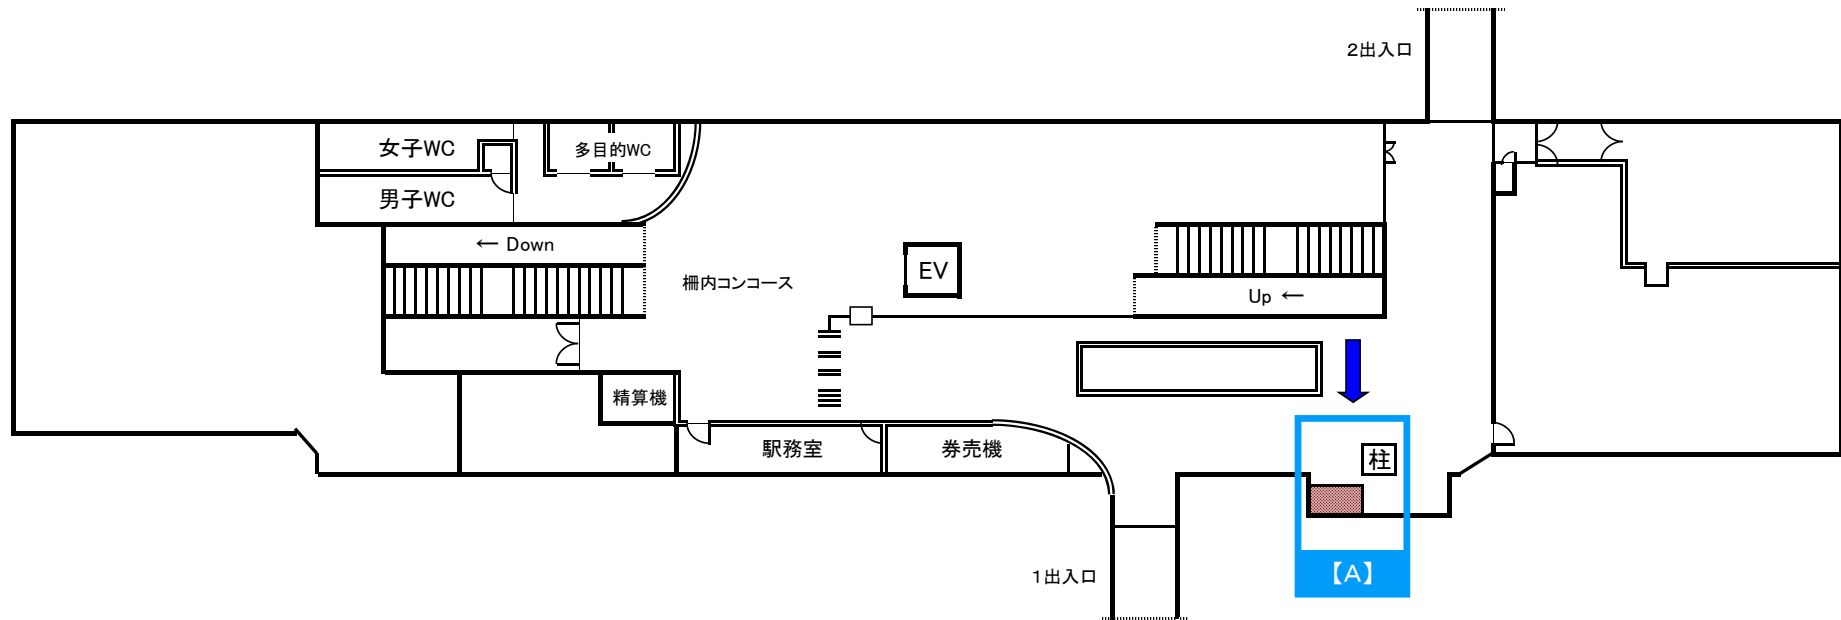 2出入口
女子WC
多目的WC
男子WC
← Down
柵内コンコース
EV
Up ←
精算機
駅務室
券売機
柱
1出入口
【A】